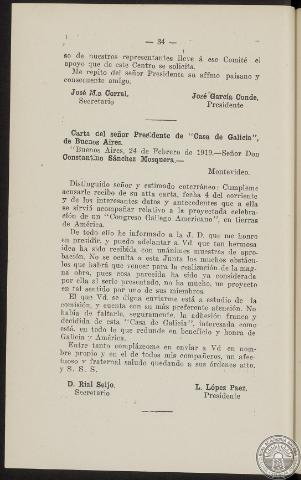 — 34 —
so de nuestros representantes lleve á ese Comité el
apoyo que de este Centro se solicita.
Me repito del señor Presidente su affmo paisano y
consecuente amigo.
José M.a Corral, José García Conde,
Secretario Presidente
Carta del señor Presidente de "Casa de Galicia",
de Buenos Aires.
"Buenos Aires, 24 de Febrero de 1919.—Señor Don
Constantino Sánchez Mosquera.—
Montevideo.
Distinguido señor y estimado coterráneo: Cumpleme
acusarle recibo de su atta carta, fecha 4 del corriente
y de los interesantes datos y antecedentes que a ella
se sirvió acompañar relativo a la proyectada celebra-
ción de un "Congreso Gallego Americano", en tierras
de América.
De todo ello he informado a la J. D. que me honro
en presidir, y puedo adelantar a Vd que tan hermosa
idea ha sido recibida con unánimes muestras de apro-
bación. No se oculta a esta Junta los muchos obstácu-
los que habrá que vencer para la realización de la mag-
na obra, pues esta parecida ha sido ya considerada
por ella al serle presentado, no ha mucho, un proyecto
en tal sentido por uno de sus miembros.
El que Vd. se digna enviarme está a estudio de la
comisión, y cuenta con su más preferente atención. No
había de faltarle, seguramente, la adhesión franca y
decidida de esta "Casa de Galicia", interesada como
está, en todo lo que redunde en beneficio y honra de
Galicia y América.
Entre tanto compláceme en enviar a Vd en nom-
bre propio y en el de todos mis compañeros, un afec-
tuoso y fraternal saludo quedando a sus órdenes atto.
y S. S. S.
D. Rial Seijo, L. López Paez,
Secretario Presidente